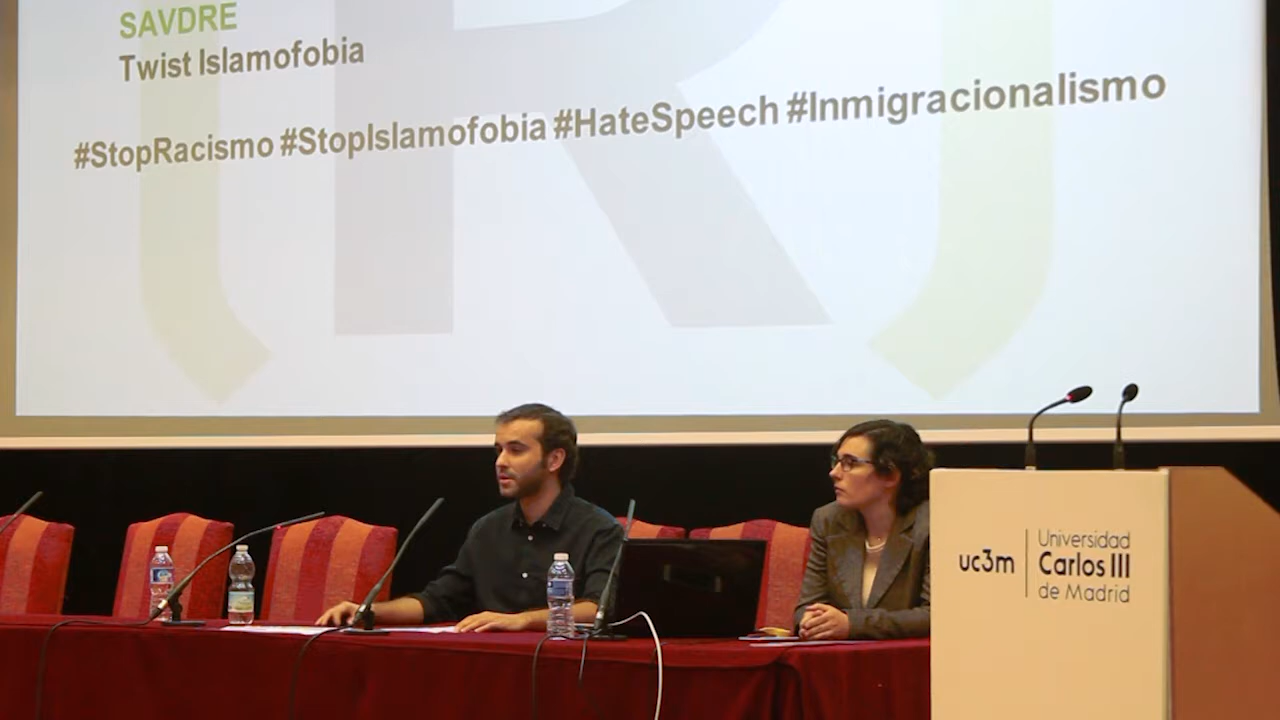 SAVDRE
Twist Islamofobia
#StopRacismo #StopIslamofobia #HateSpeech #Inmigracionalismo
uc3m
Universidad
Carlos III
de Madrid